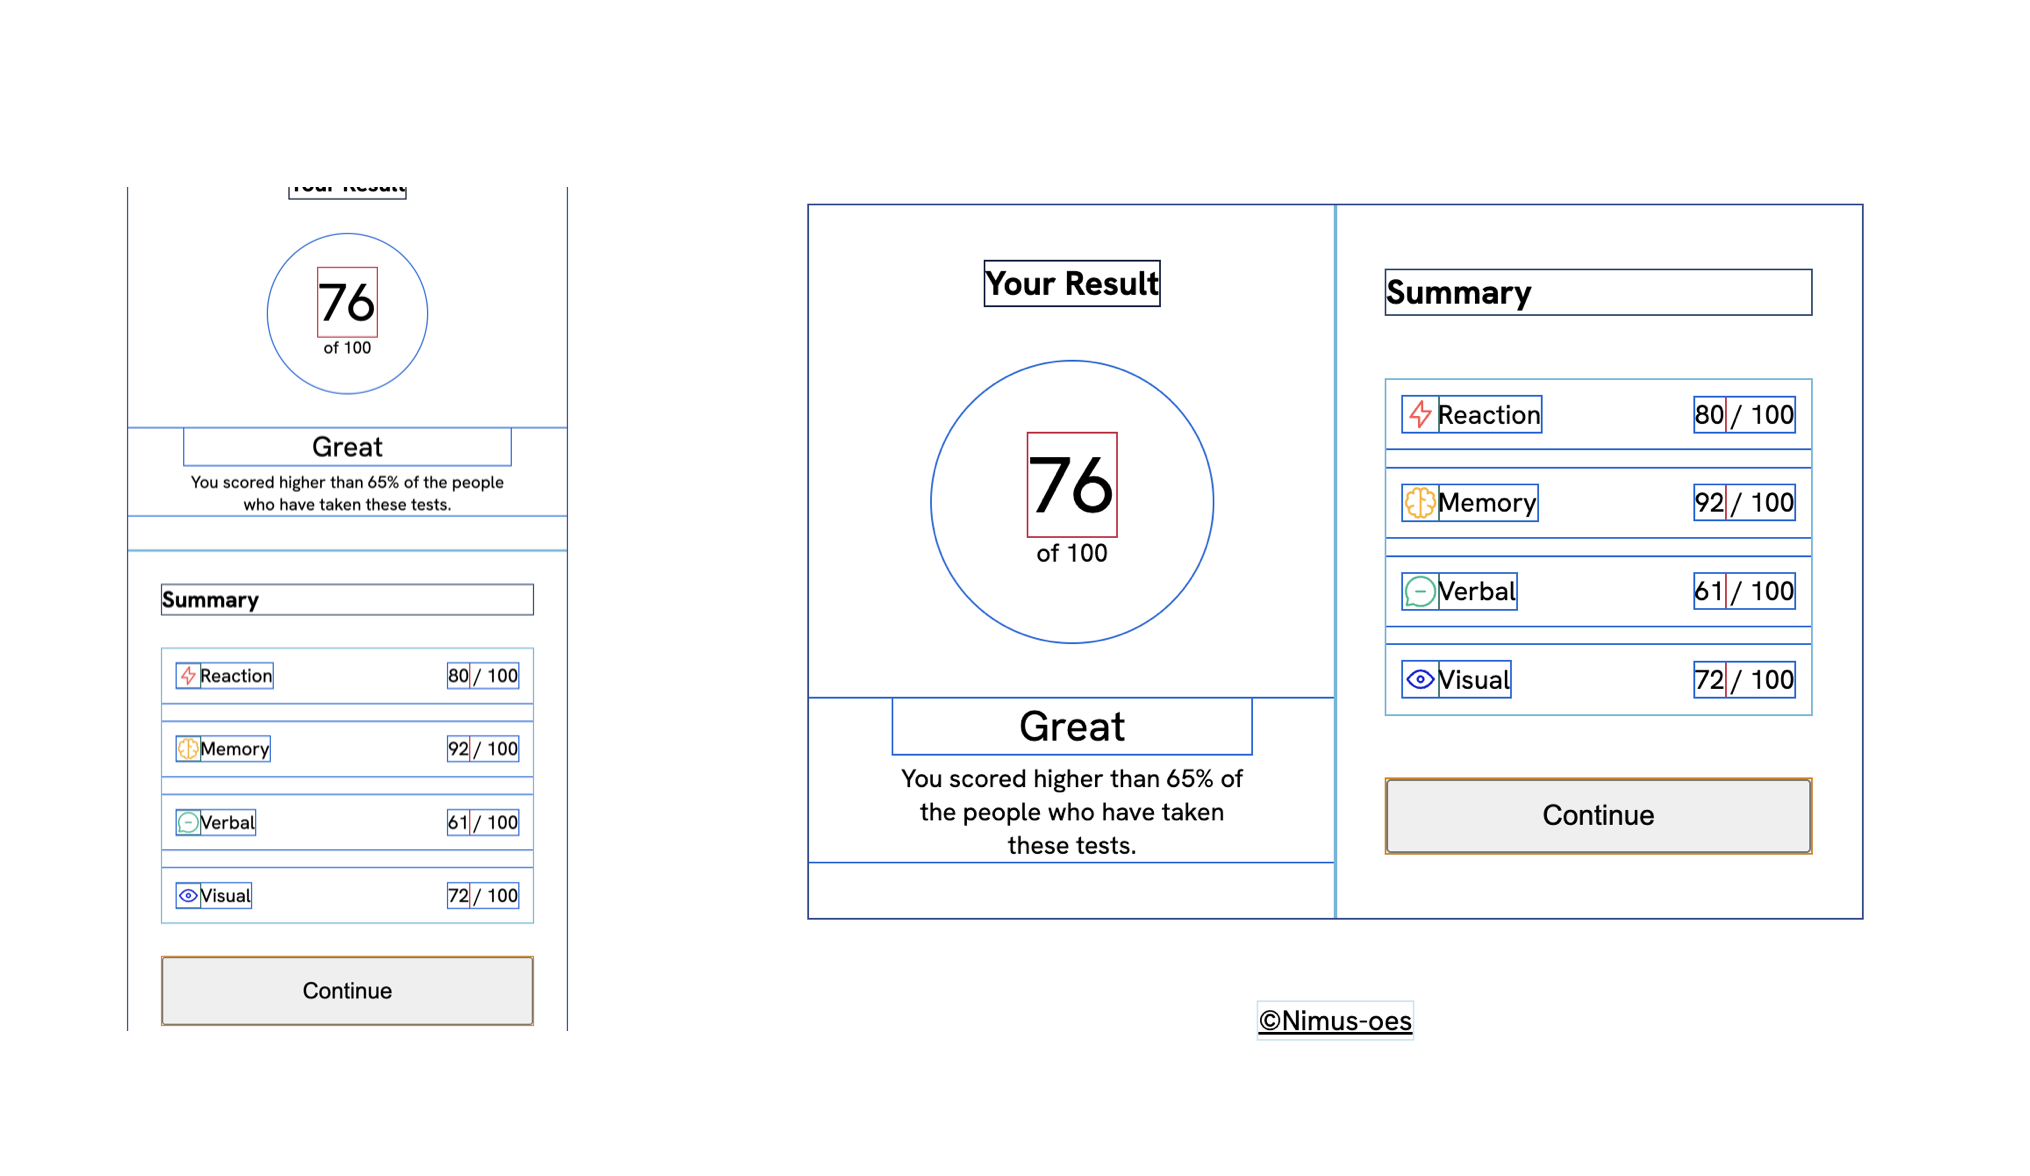 Your Result
76
of 100
Great
You scored higher than 65% of the people
who have taken these tests.
Summary
Reaction 80 / 100
Memory 92 / 100
Verbal 61 / 100
Visual 72 / 100
Continue
Your Result
76
of 100
Great
You scored higher than 65% of
the people who have taken
these tests.
Summary
Reaction 80 / 100
Memory 92 / 100
Verbal 61 / 100
Visual 72 / 100
Continue
©Nimus-oes